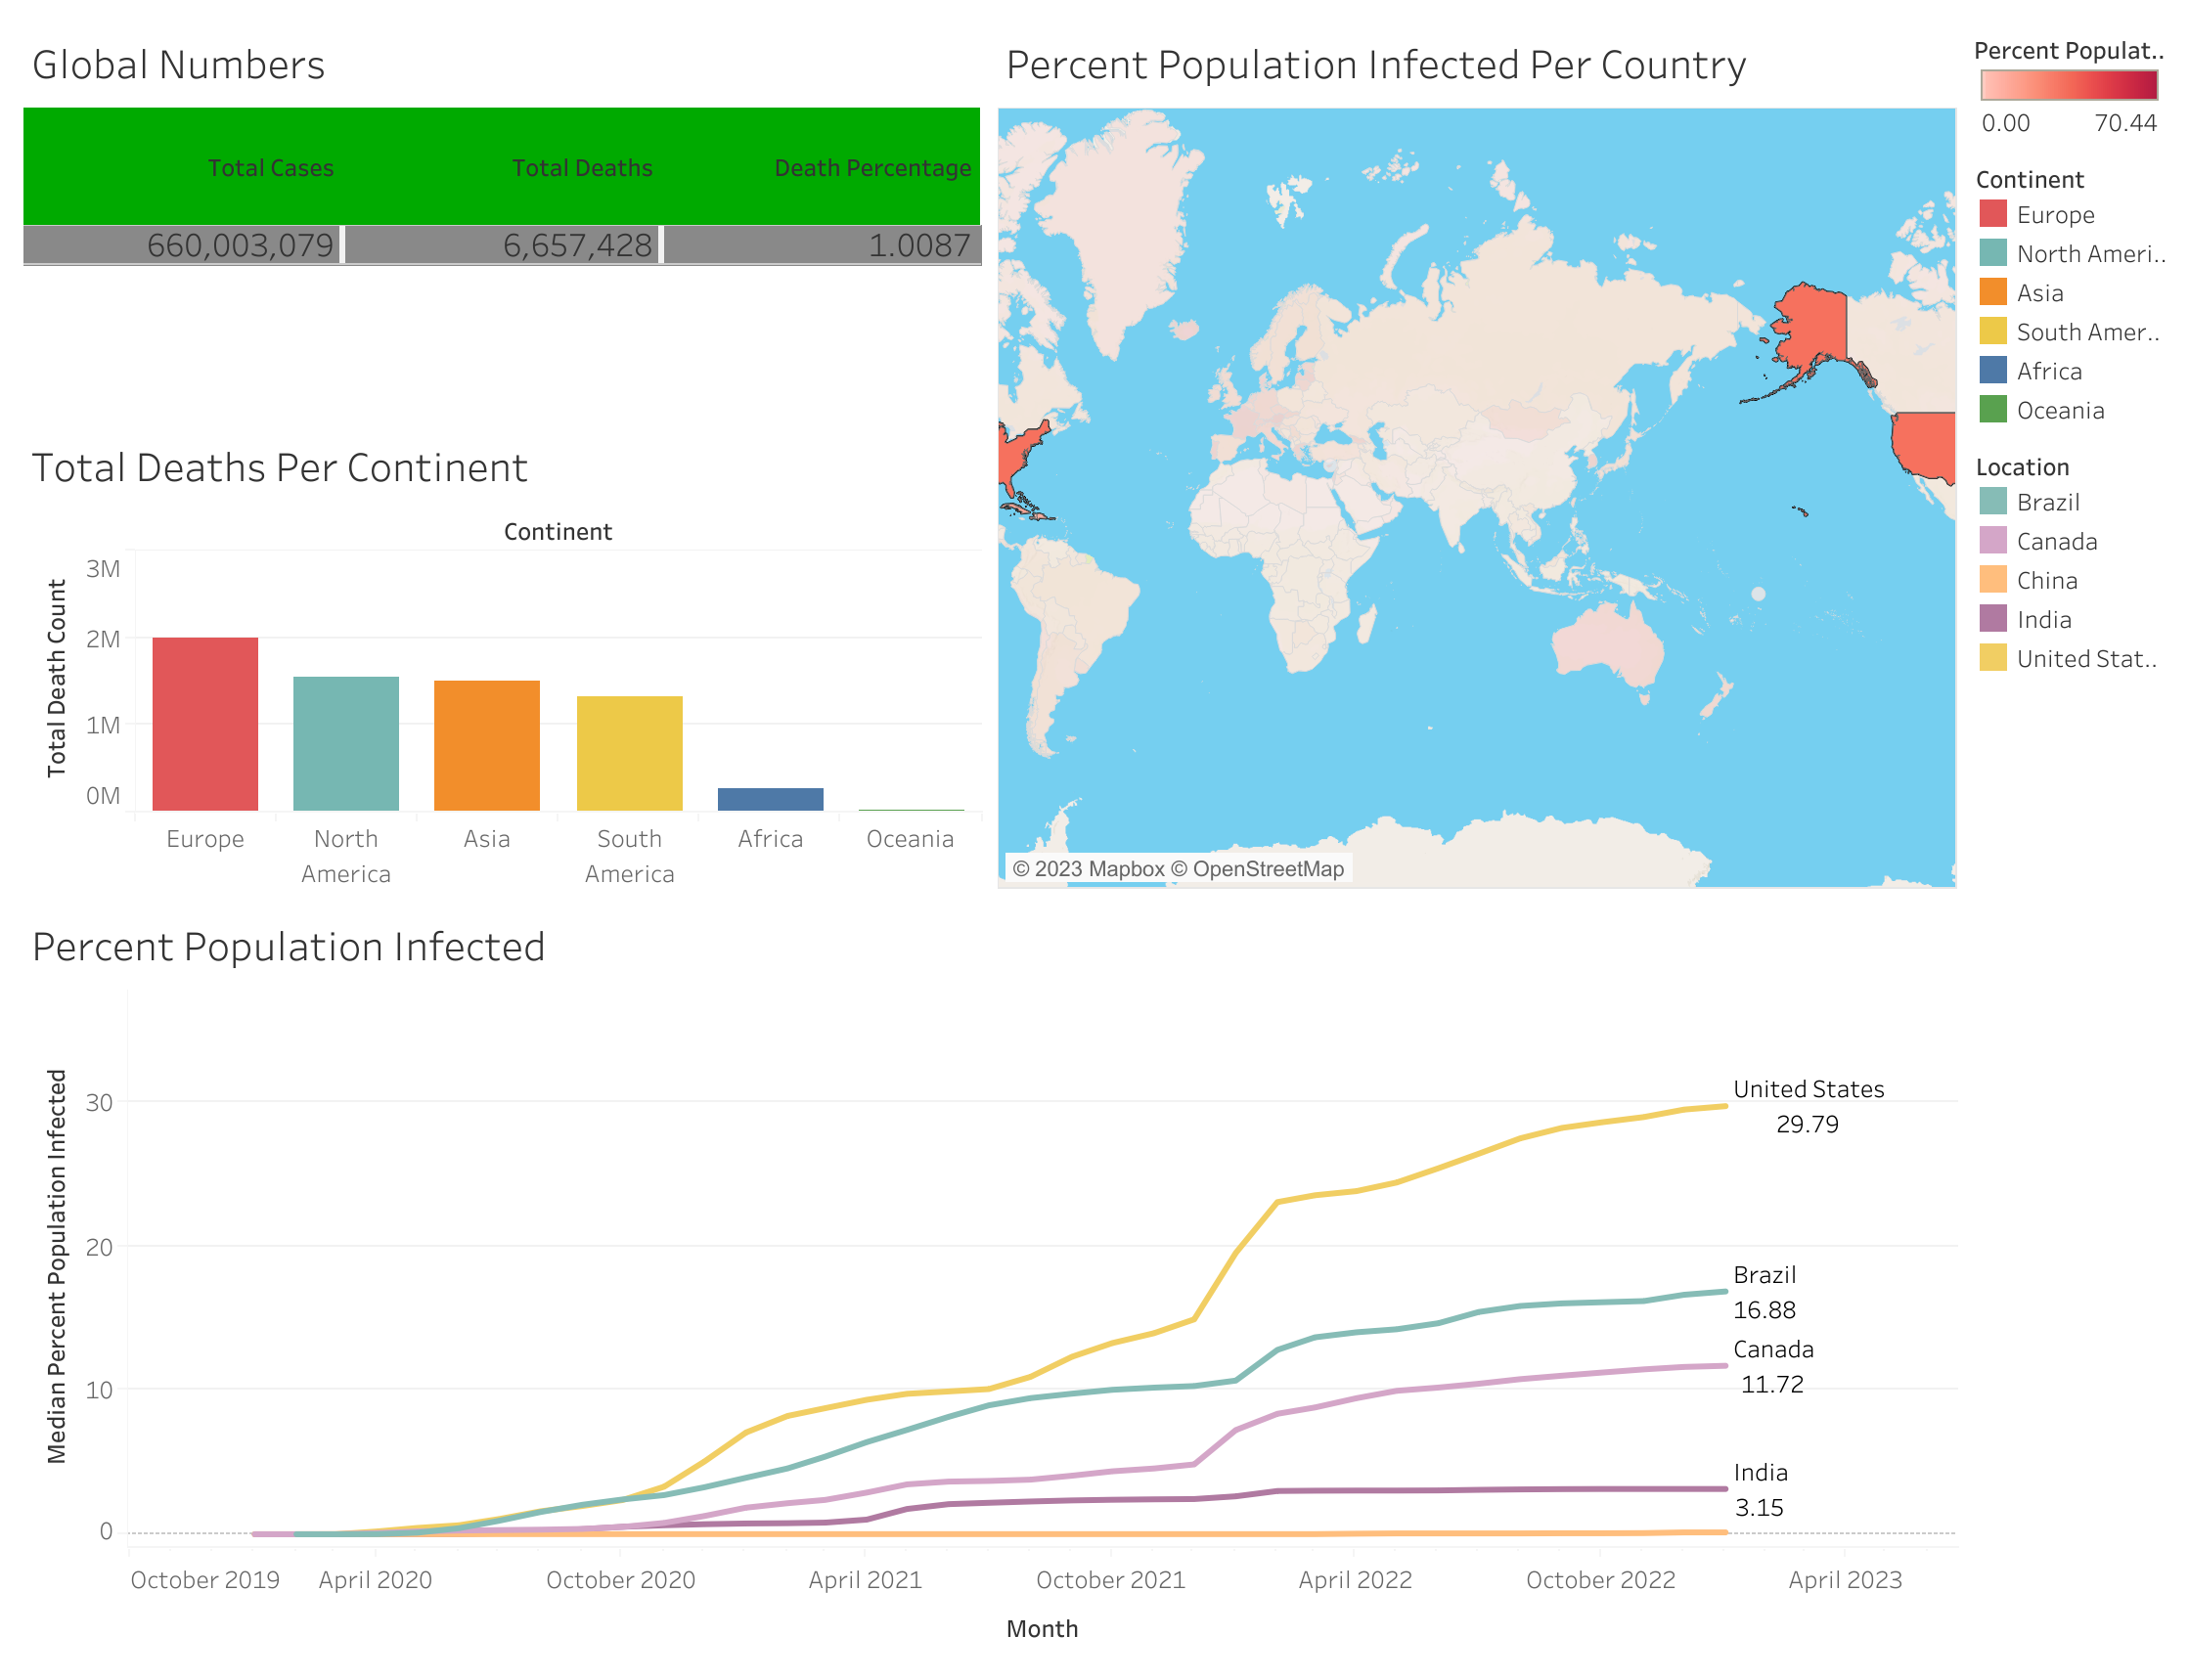 Global Numbers
Total Cases Total Deaths Death Percentage
660,003,079 6,657,428 1.0087
Percent Population Infected Per Country
© 2023 Mapbox © OpenStreetMap
Percent Populat..
0.00 70.44
Continent
Europe
North Ameri..
Asia
South Amer..
Africa
Oceania
Location
Brazil
Canada
China
India
United Stat..
Total Deaths Per Continent
Continent
Total Death Count
3M
2M
1M
0M
Europe North America Asia South America Africa Oceania
Percent Population Infected
Median Percent Population Infected
30
20
10
0
United States
29.79
Brazil
16.88
Canada
11.72
India
3.15
October 2019 April 2020 October 2020 April 2021 October 2021 April 2022 October 2022 April 2023
Month